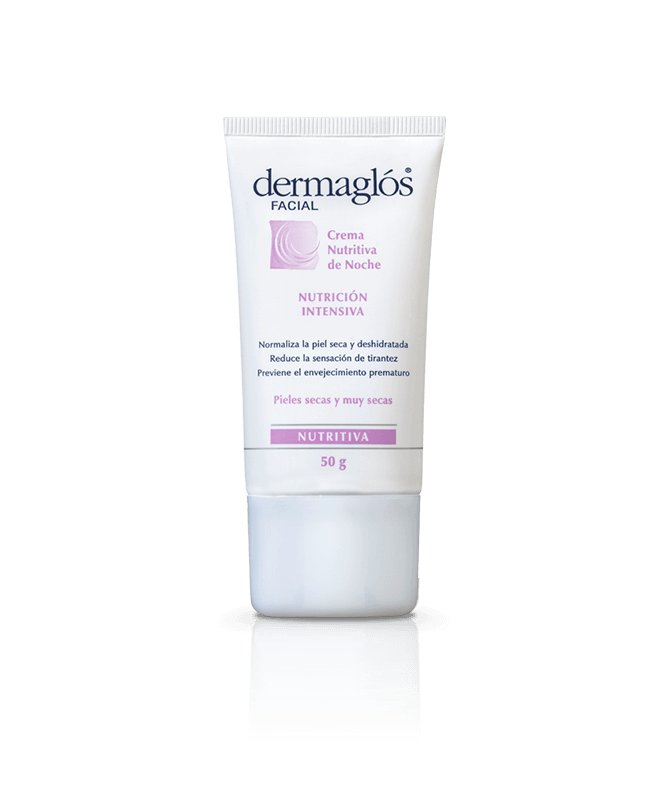 dermaglós®
FACIAL
Crema
Nutritiva
de Noche
NUTRICIÓN
INTENSIVA
Normaliza la piel seca y deshidratada
Reduce la sensación de tirantez
Previene el envejecimiento prematuro
Pieles secas y muy secas
NUTRITIVA
50 g